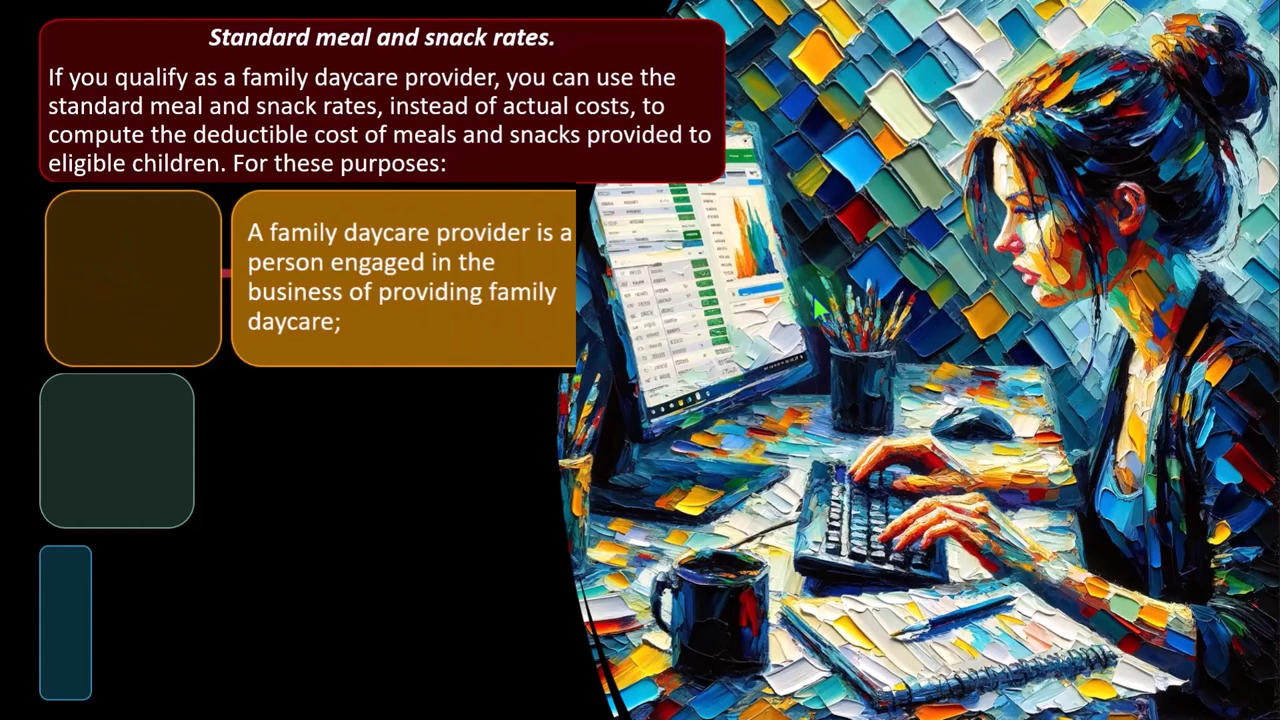 Standard meal and snack rates.
If you qualify as a family daycare provider, you can use the
standard meal and snack rates, instead of actual costs, to
compute the deductible cost of meals and snacks provided to
eligible children. For these purposes:
A family daycare provider is a
person engaged in the
business of providing family
daycare;